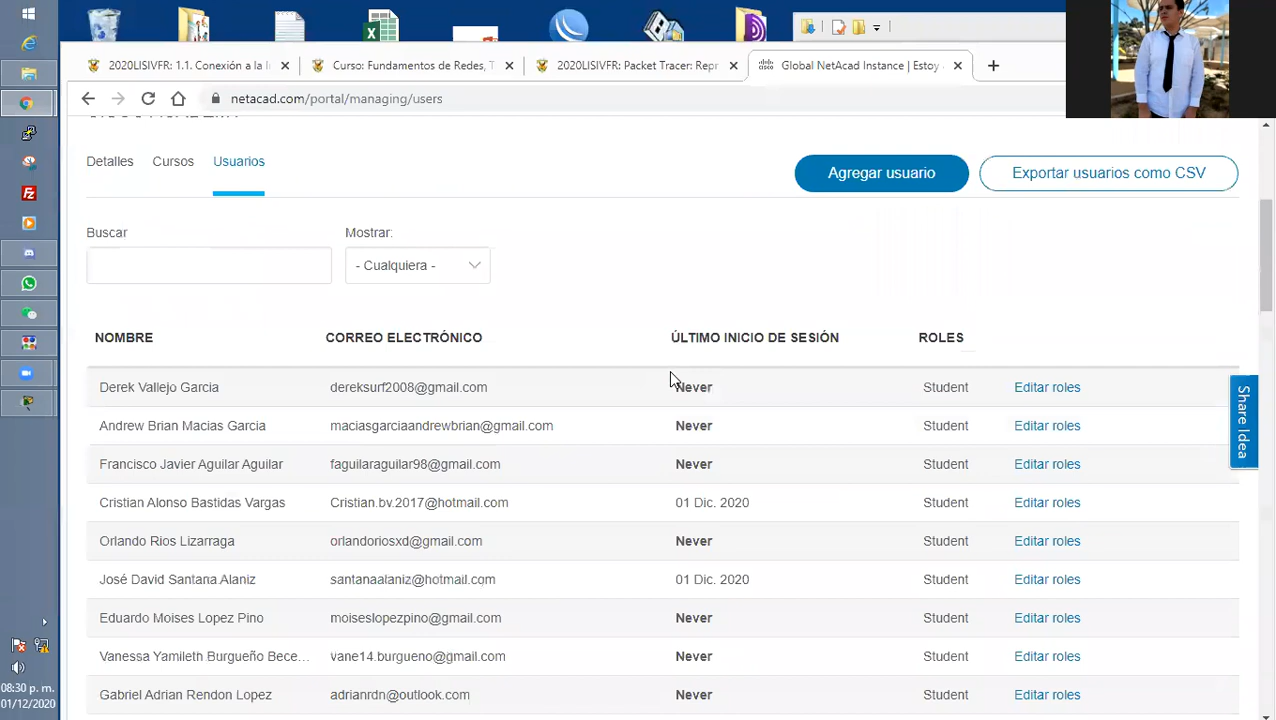 2020LISIVFR: 1.1. Conexión a la I
Curso: Fundamentos de Redes, T
2020LISIVFR: Packet Tracer: Repr
Global NetAcad Instance | Estoy
netacad.com/portal/managing/users
Detalles Cursos Usuarios
Agregar usuario
Exportar usuarios como CSV
Buscar
Mostrar:
- Cualquiera -
NOMBRE CORREO ELECTRÓNICO ÚLTIMO INICIO DE SESIÓN ROLES
Derek Vallejo Garcia dereksurf2008@gmail.com Never Student Editar roles
Andrew Brian Macias Garcia maciasgarciaandrewbrian@gmail.com Never Student Editar roles
Francisco Javier Aguilar Aguilar faguilaraguilar98@gmail.com Never Student Editar roles
Cristian Alonso Bastidas Vargas Cristian.bv.2017@hotmail.com 01 Dic. 2020 Student Editar roles
Orlando Rios Lizarraga orlandoriosxd@gmail.com Never Student Editar roles
José David Santana Alaniz santanaalaniz@hotmail.com 01 Dic. 2020 Student Editar roles
Eduardo Moises Lopez Pino moiseslopezpino@gmail.com Never Student Editar roles
Vanessa Yamileth Burgueño Bece... vane14.burgueno@gmail.com Never Student Editar roles
Gabriel Adrian Rendon Lopez adrianrdn@outlook.com Never Student Editar roles
Share Idea
08:30 p. m.
01/12/2020